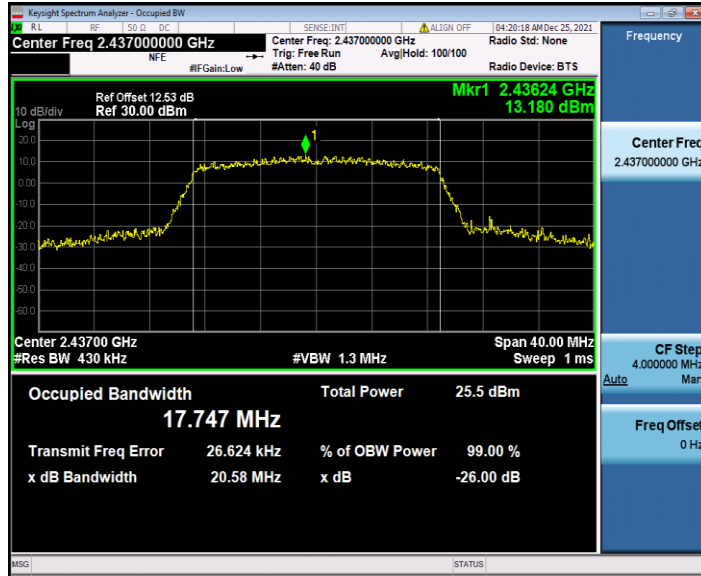 Keysight Spectrum Analyzer - Occupied BW
RL RF 50 Ω DC SENSE:INT ALIGN OFF 04:20:18 AM Dec 25, 2021
Center Freq 2.437000000 GHz
NFE
#IFGain:Low
Center Freq: 2.437000000 GHz
Trig: Free Run Avg|Hold: 100/100
#Atten: 40 dB
Radio Std: None
Radio Device: BTS
Frequency
Ref Offset 12.53 dB
10 dB/div Ref 30.00 dBm
Log
Mkr1 2.43624 GHz
13.180 dBm
1
20.0
10.0
0.00
-10.0
-20.0
-30.0
-40.0
-50.0
-60.0
Center Freq
2.437000000 GHz
Center 2.43700 GHz Span 40.00 MHz
#Res BW 430 kHz #VBW 1.3 MHz Sweep 1 ms
CF Step
4.000000 MHz
Auto Man
Occupied Bandwidth Total Power 25.5 dBm
17.747 MHz
Transmit Freq Error 26.624 kHz % of OBW Power 99.00 %
x dB Bandwidth 20.58 MHz x dB -26.00 dB
Freq Offset
0 Hz
MSG STATUS